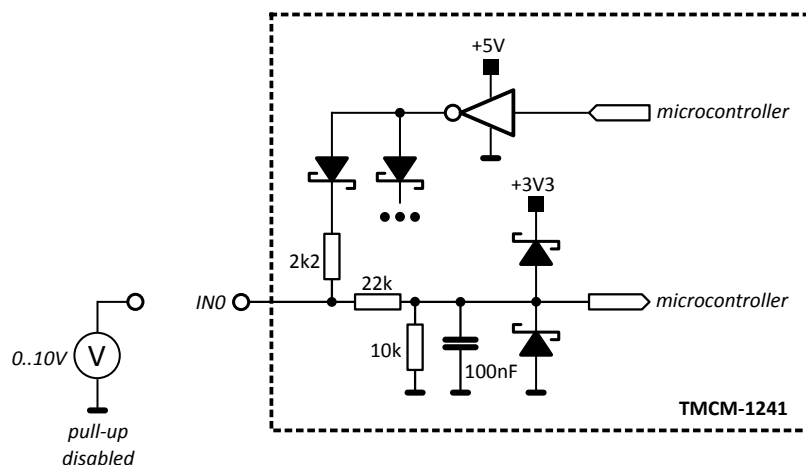 +5V
microcontroller
+3V3
2k2
22k
IN0
microcontroller
0..10V
V
10k
100nF
TMCM-1241
pull-up
disabled